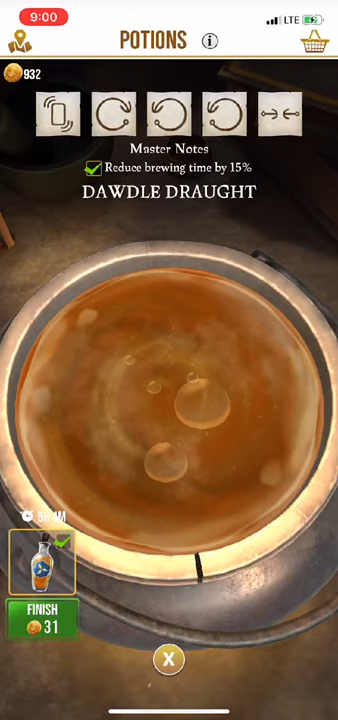 9:00
LTE
POTIONS
932
Master Notes
Reduce brewing time by 15%
DAWDLE DRAUGHT
FINISH
31
X